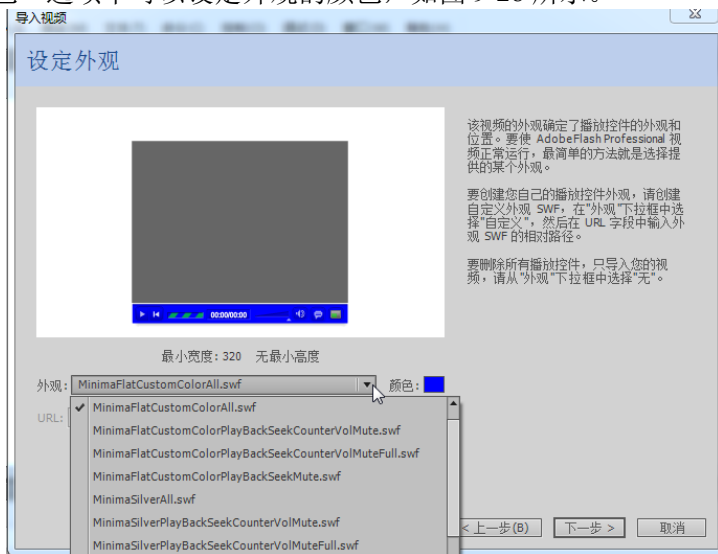 导入视频
设定外观
该视频的外观确定了播放控件的外观和
位置。要使 AdobeFlash Professional 视
频正常运行，最简单的方法就是选择提
供的某个外观。
要创建您自己的播放控件外观，请创建
自定义外观 SWF，在"外观"下拉框中选
择"自定义"，然后在 URL 字段中输入外
观 SWF 的相对路径。
要删除所有播放控件，只导入您的视
频，请从"外观"下拉框中选择"无"。
00:00/00:00
最小宽度: 320 无最小高度
外观: MinimaFlatCustomColorAll.swf 颜色:
URL:
MinimaFlatCustomColorAll.swf
MinimaFlatCustomColorPlayBackSeekCounterVolMute.swf
MinimaFlatCustomColorPlayBackSeekCounterVolMuteFull.swf
MinimaFlatCustomColorPlayBackSeekMute.swf
MinimaSilverAll.swf
MinimaSilverPlayBackSeekCounterVolMute.swf
MinimaSilverPlayBackSeekCounterVolMuteFull.swf
<上一步(B) 下一步 > 取消